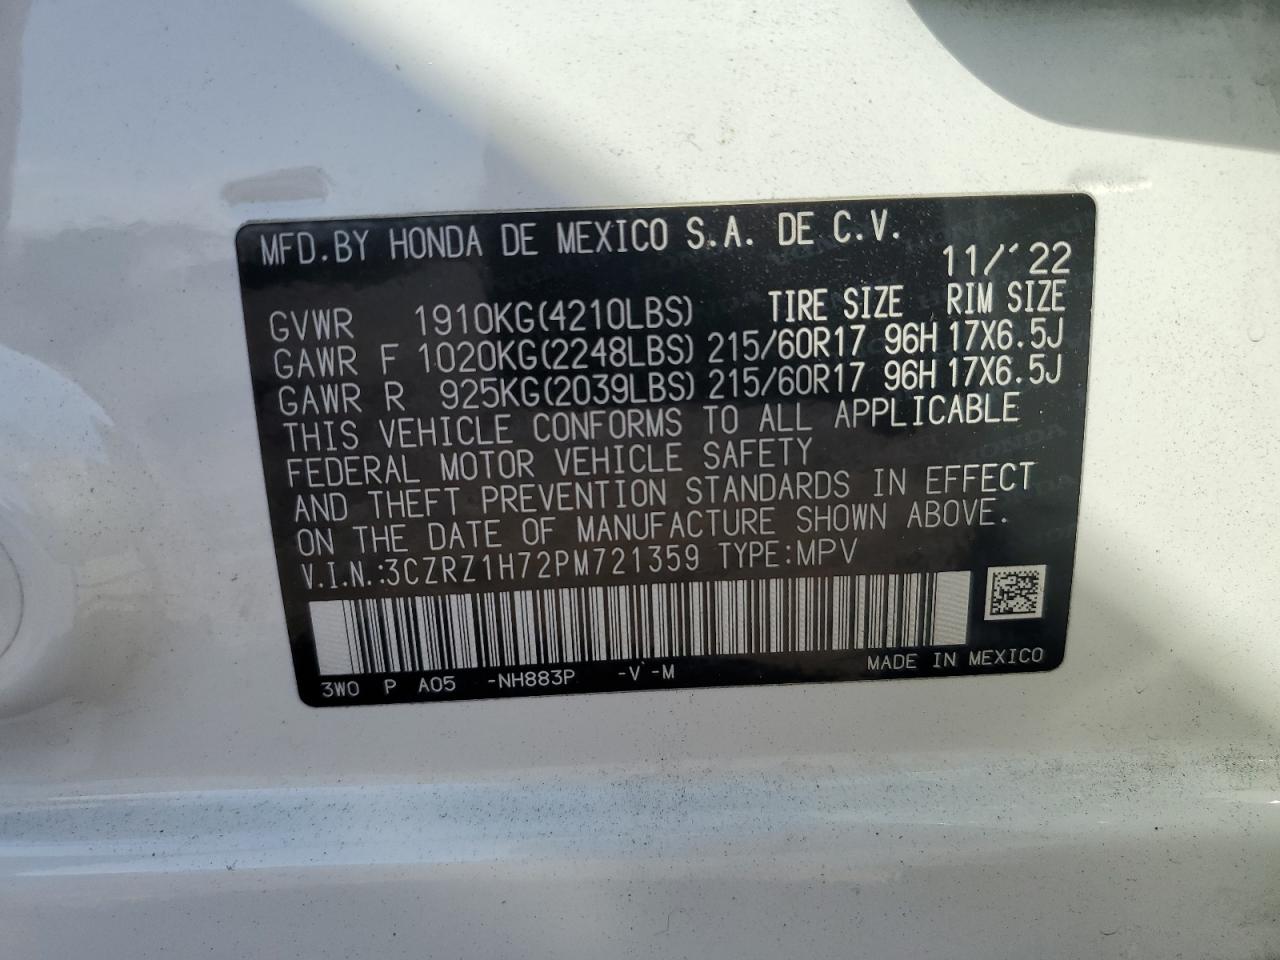 MFD.BY HONDA DE MEXICO S.A. DE C.V.
11/'22
GVWR 1910KG(4210LBS) TIRE SIZE RIM SIZE
GAWR F 1020KG(2248LBS) 215/60R17 96H 17X6.5J
GAWR R 925KG(2039LBS) 215/60R17 96H 17X6.5J
THIS VEHICLE CONFORMS TO ALL APPLICABLE
FEDERAL MOTOR VEHICLE SAFETY
AND THEFT PREVENTION STANDARDS IN EFFECT
ON THE DATE OF MANUFACTURE SHOWN ABOVE.
V.I.N.:3CZRZ1H72PM721359 TYPE:MPV
3W0 P A05 -NH883P -V -M MADE IN MEXICO